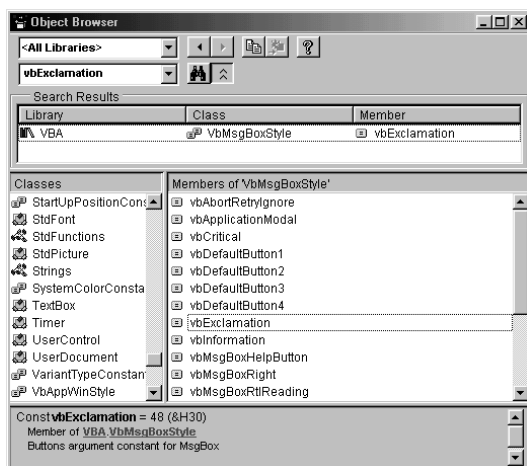 Object Browser
<All Libraries>
vbExclamation
Search Results
Library Class Member
VBA VbMsgBoxStyle vbExclamation
Classes
StartUpPositionCons
StdFont
StdFunctions
StdPicture
Strings
SystemColorConsta
TextBox
Timer
UserControl
UserDocument
VariantTypeConstan
VbAppWinStyle
Members of 'VbMsgBoxStyle'
vbAbortRetryIgnore
vbApplicationModal
vbCritical
vbDefaultButton1
vbDefaultButton2
vbDefaultButton3
vbDefaultButton4
vbExclamation
vbInformation
vbMsgBoxHelpButton
vbMsgBoxRight
vbMsgBoxRtlReading
Const vbExclamation = 48 (&H30)
Member of VBA.VbMsgBoxStyle
Buttons argument constant for MsgBox